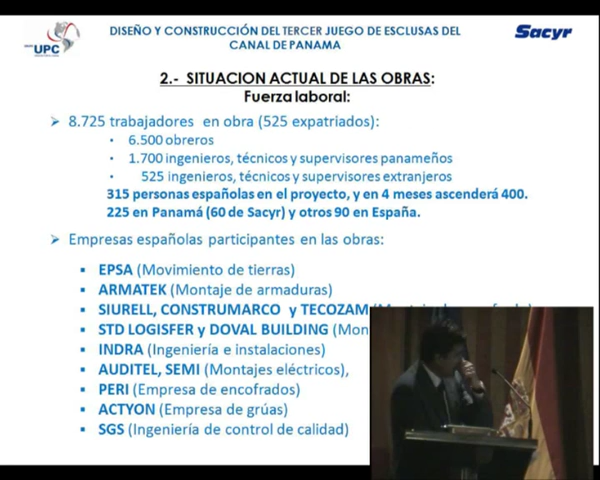 DISEÑO Y CONSTRUCCIÓN DEL TERCER JUEGO DE ESCLUSAS DEL
CANAL DE PANAMA
UPC
Sacyr
2.- SITUACION ACTUAL DE LAS OBRAS:
Fuerza laboral:
8.725 trabajadores en obra (525 expatriados):
6.500 obreros
1.700 ingenieros, técnicos y supervisores panameños
525 ingenieros, técnicos y supervisores extranjeros
315 personas españolas en el proyecto, y en 4 meses ascenderá 400.
225 en Panamá (60 de Sacyr) y otros 90 en España.
Empresas españolas participantes en las obras:
EPSA (Movimiento de tierras)
ARMATEK (Montaje de armaduras)
SIURELL, CONSTRUMARCO y TECOZAM
STD LOGISFER y DOVAL BUILDING (Mon
INDRA (Ingeniería e instalaciones)
AUDITEL, SEMI (Montajes eléctricos),
PERI (Empresa de encofrados)
ACTYON (Empresa de grúas)
SGS (Ingeniería de control de calidad)